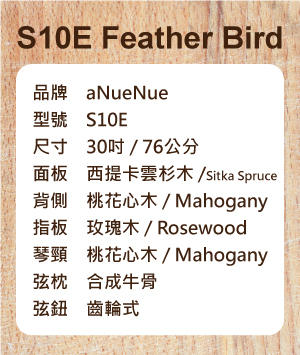 S10E Feather Bird
品牌 aNueNue
型號 S10E
尺寸 30吋 / 76公分
面板 西提卡雲杉木 /Sitka Spruce
背側 桃花心木 / Mahogany
指板 玫瑰木 / Rosewood
琴頸 桃花心木 / Mahogany
弦枕 合成牛骨
弦鈕 齒輪式